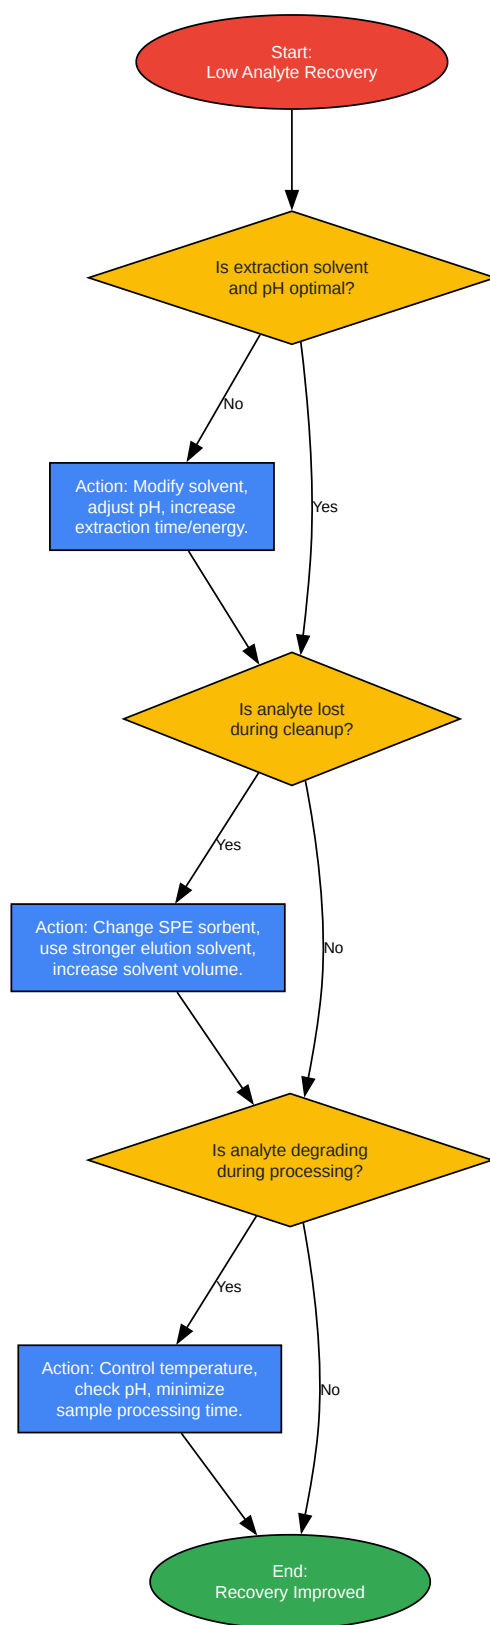 Start:
Low Analyte Recovery
Is extraction solvent
and pH optimal?
No
Action: Modify solvent,
adjust pH, increase
extraction time/energy.
Yes
Is analyte lost
during cleanup?
Yes
Action: Change SPE sorbent,
use stronger elution solvent,
increase solvent volume.
No
Is analyte degrading
during processing?
Yes
Action: Control temperature,
check pH, minimize
sample processing time.
No
End:
Recovery Improved